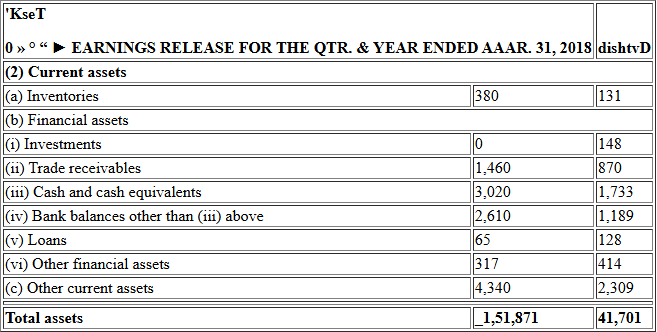 'KseT
0 » ° “ ► EARNINGS RELEASE FOR THE QTR. & YEAR ENDED AAAR. 31, 2018 dishtvD
(2) Current assets
(a) Inventories 380 131
(b) Financial assets
(i) Investments 0 148
(ii) Trade receivables 1,460 870
(iii) Cash and cash equivalents 3,020 1,733
(iv) Bank balances other than (iii) above 2,610 1,189
(v) Loans 65 128
(vi) Other financial assets 317 414
(c) Other current assets 4,340 2,309
Total assets _1,51,871 41,701